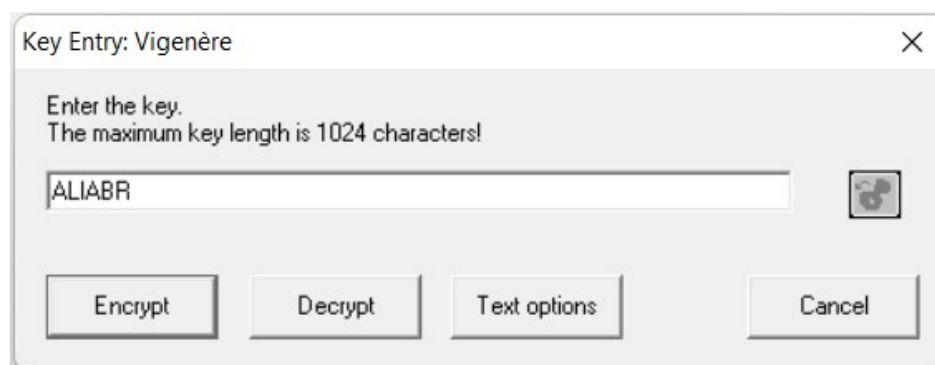 Key Entry: Vigenère
Enter the key.
The maximum key length is 1024 characters!
ALIABR
Encrypt Decrypt Text options Cancel